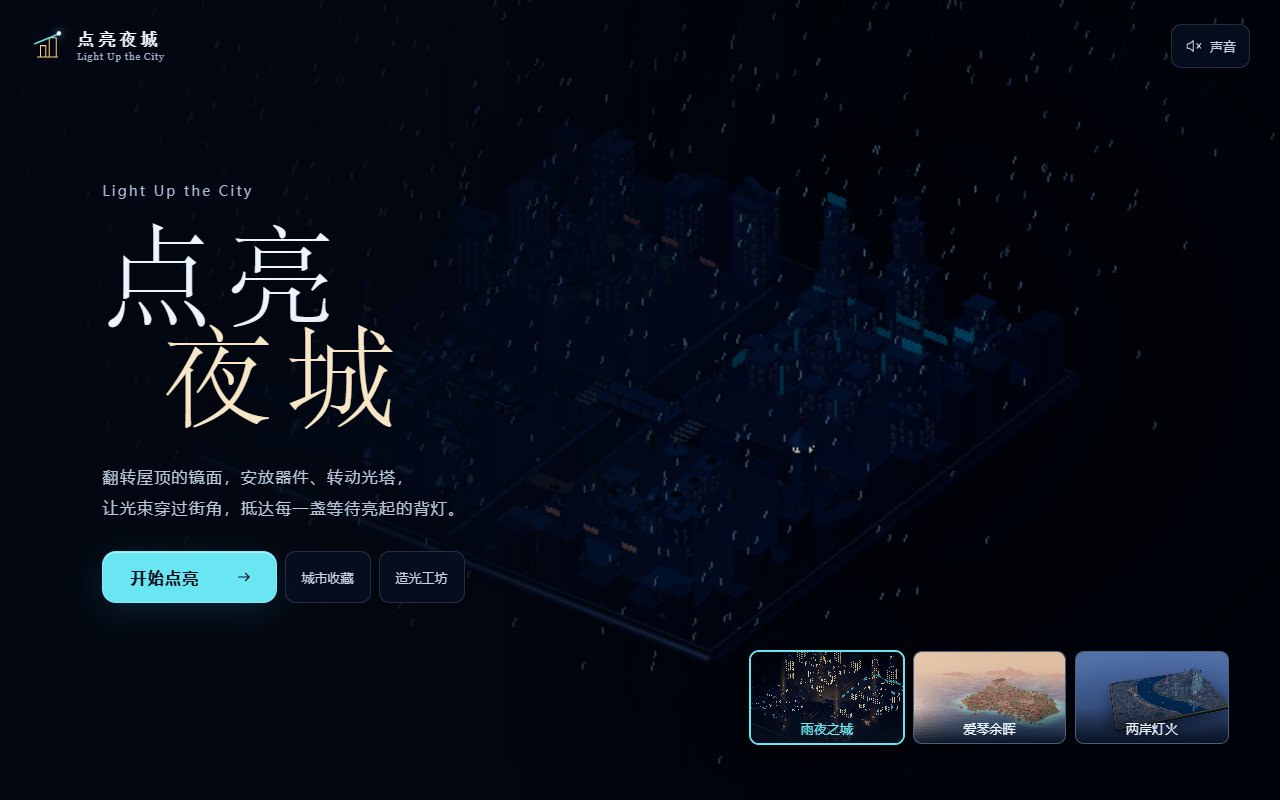 点亮夜城
Light Up the City
声音
Light Up the City
点亮
夜城
翻转屋顶的镜面，安放器件、转动光塔，
让光束穿过街角，抵达每一盏等待亮起的背灯。
开始点亮 →
城市收藏
造光工坊
雨夜之城
爱琴余晖
两岸灯火